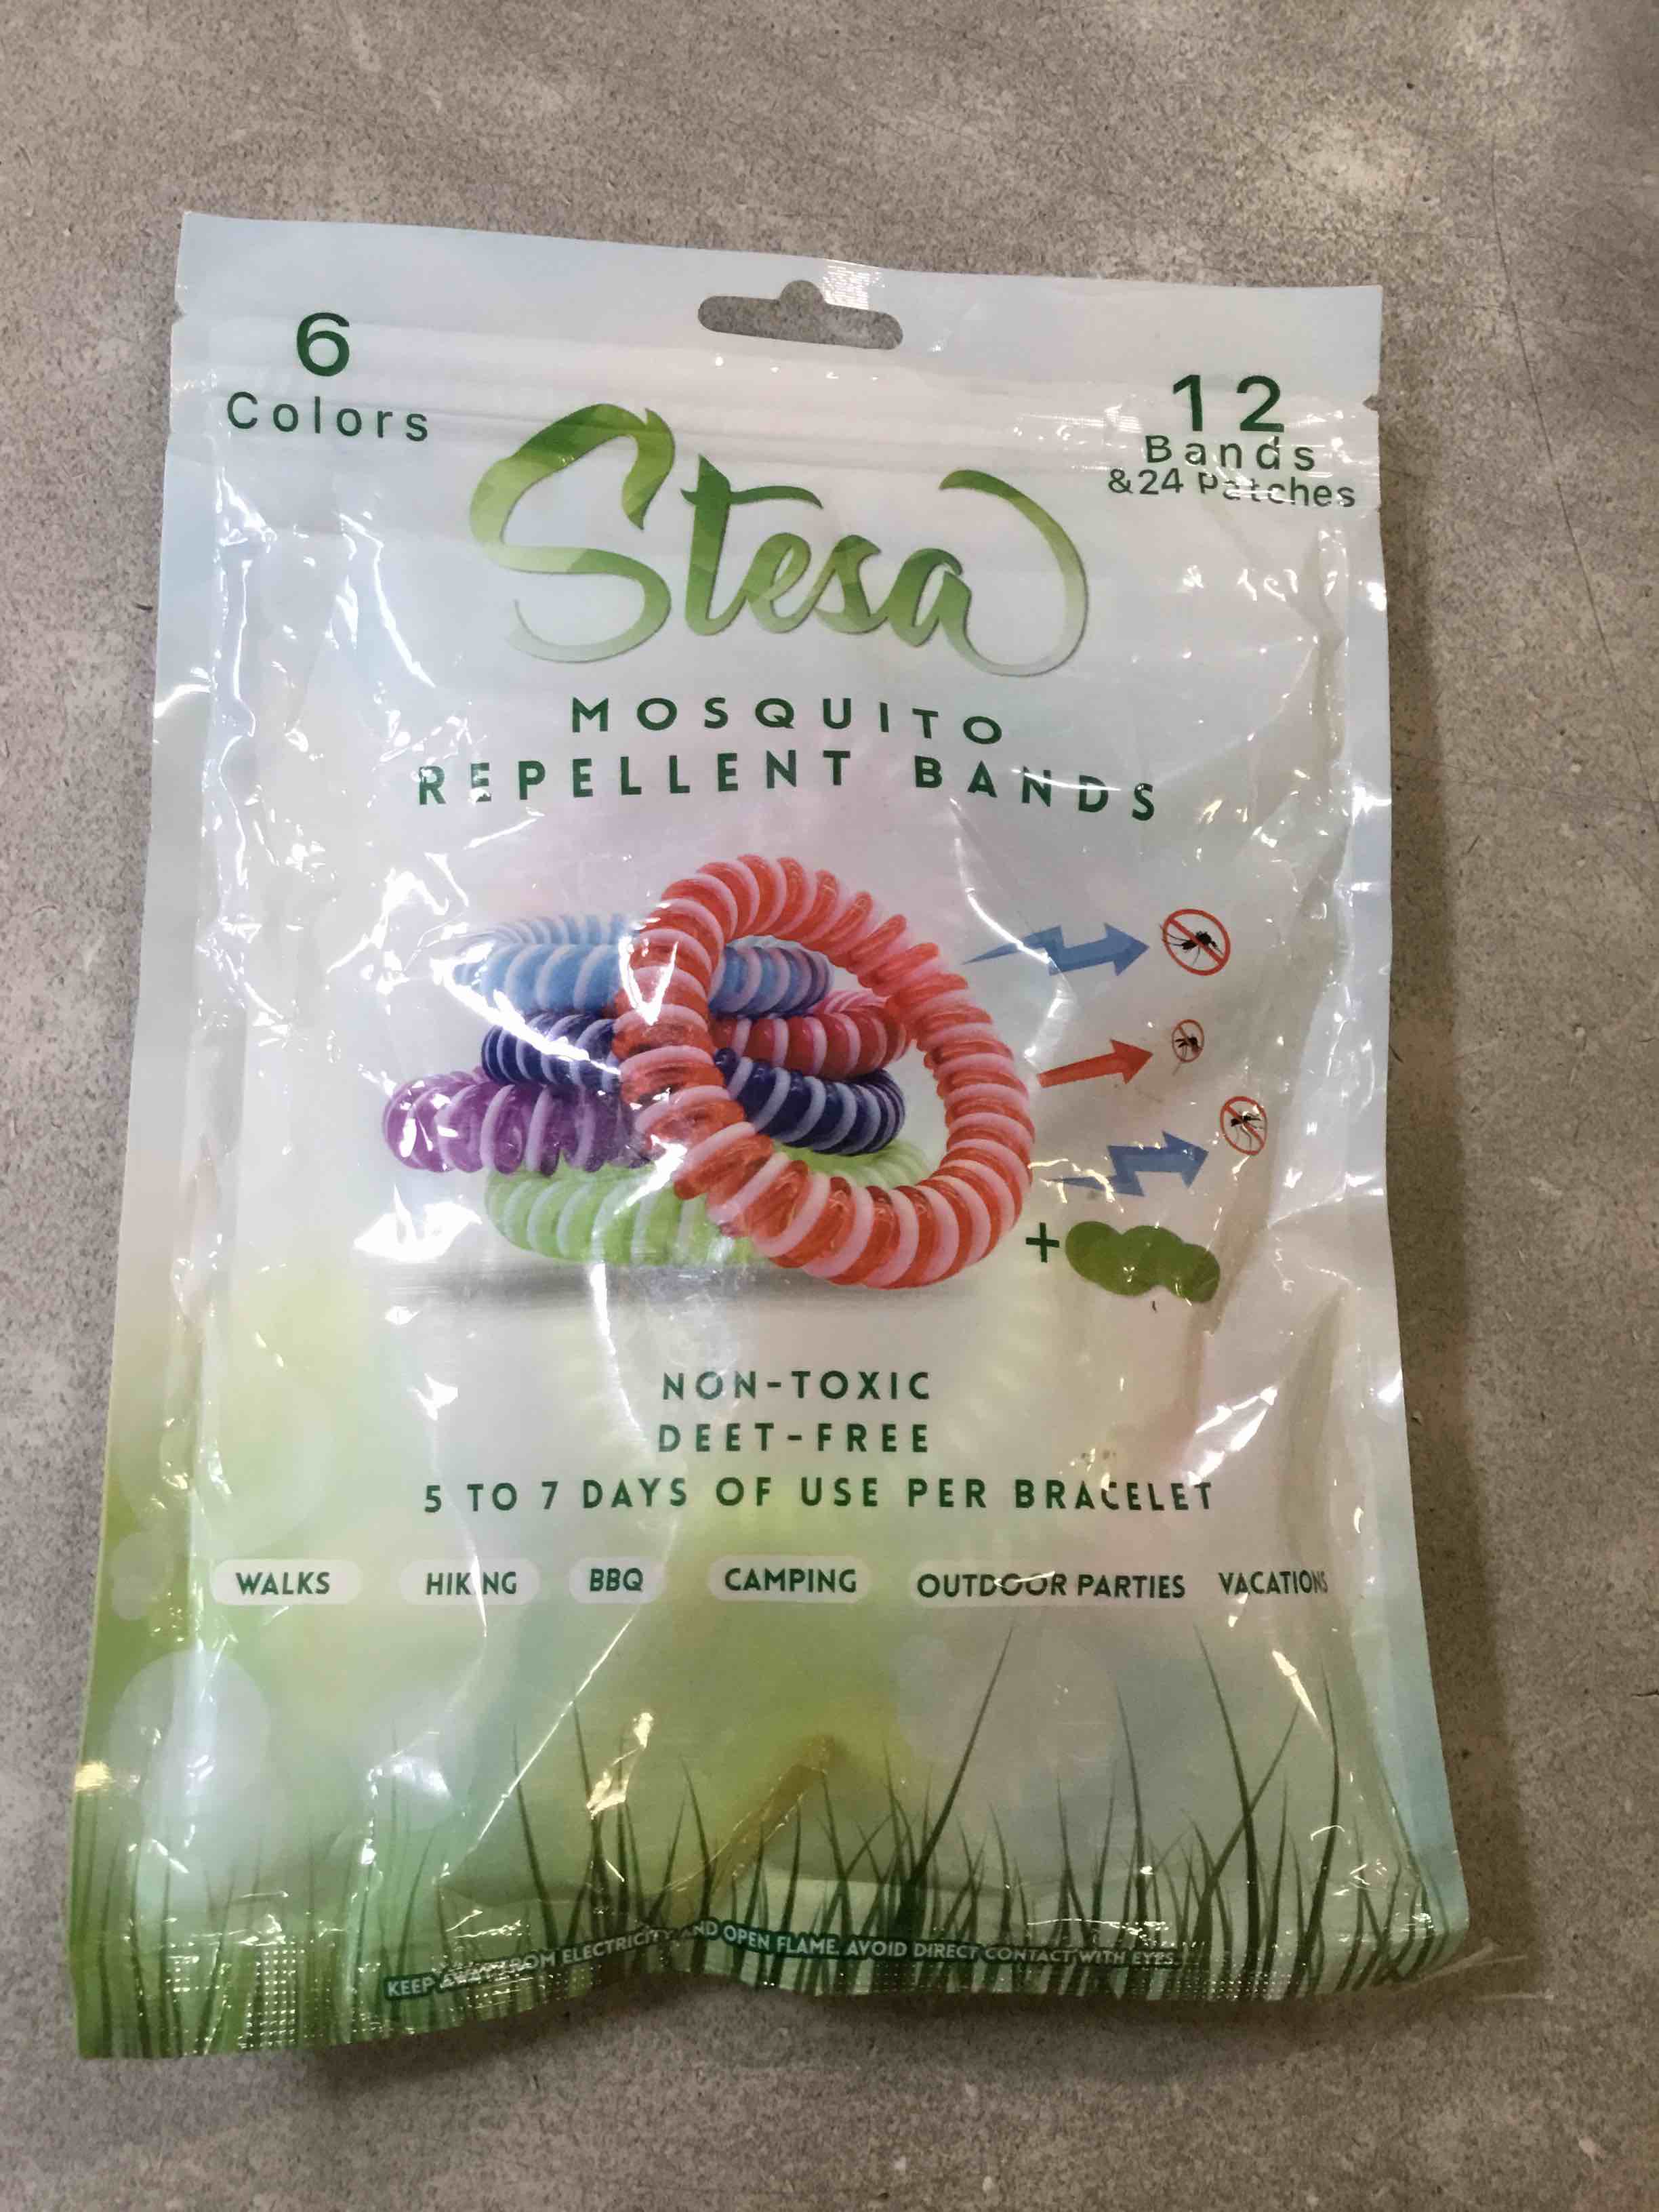 6
Colors
12
Bands
&24 Patches
Stesa
MOSQUITO
REPELLENT BANDS
+
NON-TOXIC
DEET-FREE
5 TO 7 DAYS OF USE PER BRACELET
WALKS HIKING BBQ CAMPING OUTDOOR PARTIES VACATIONS
KEEP AWAY FROM ELECTRICITY AND OPEN FLAME. AVOID DIRECT CONTACT WITH EYES.